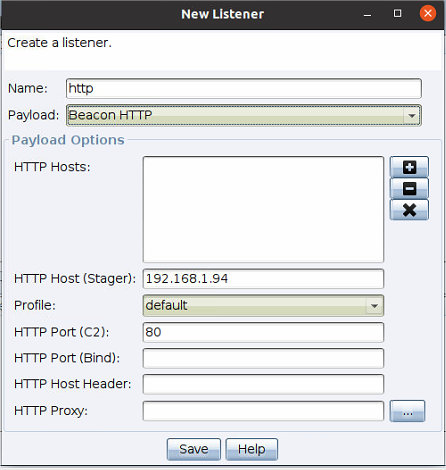 New Listener
Create a listener.
Name: http
Payload: Beacon HTTP
Payload Options
HTTP Hosts:
HTTP Host (Stager): 192.168.1.94
Profile: default
HTTP Port (C2): 80
HTTP Port (Bind):
HTTP Host Header:
HTTP Proxy: ...
Save Help